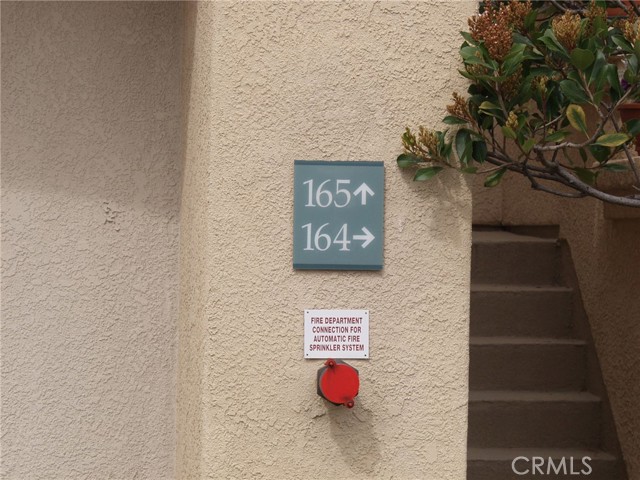 165↑
164→
FIRE DEPARTMENT
CONNECTION FOR
AUTOMATIC FIRE
SPRINKLER SYSTEM
CRMLS